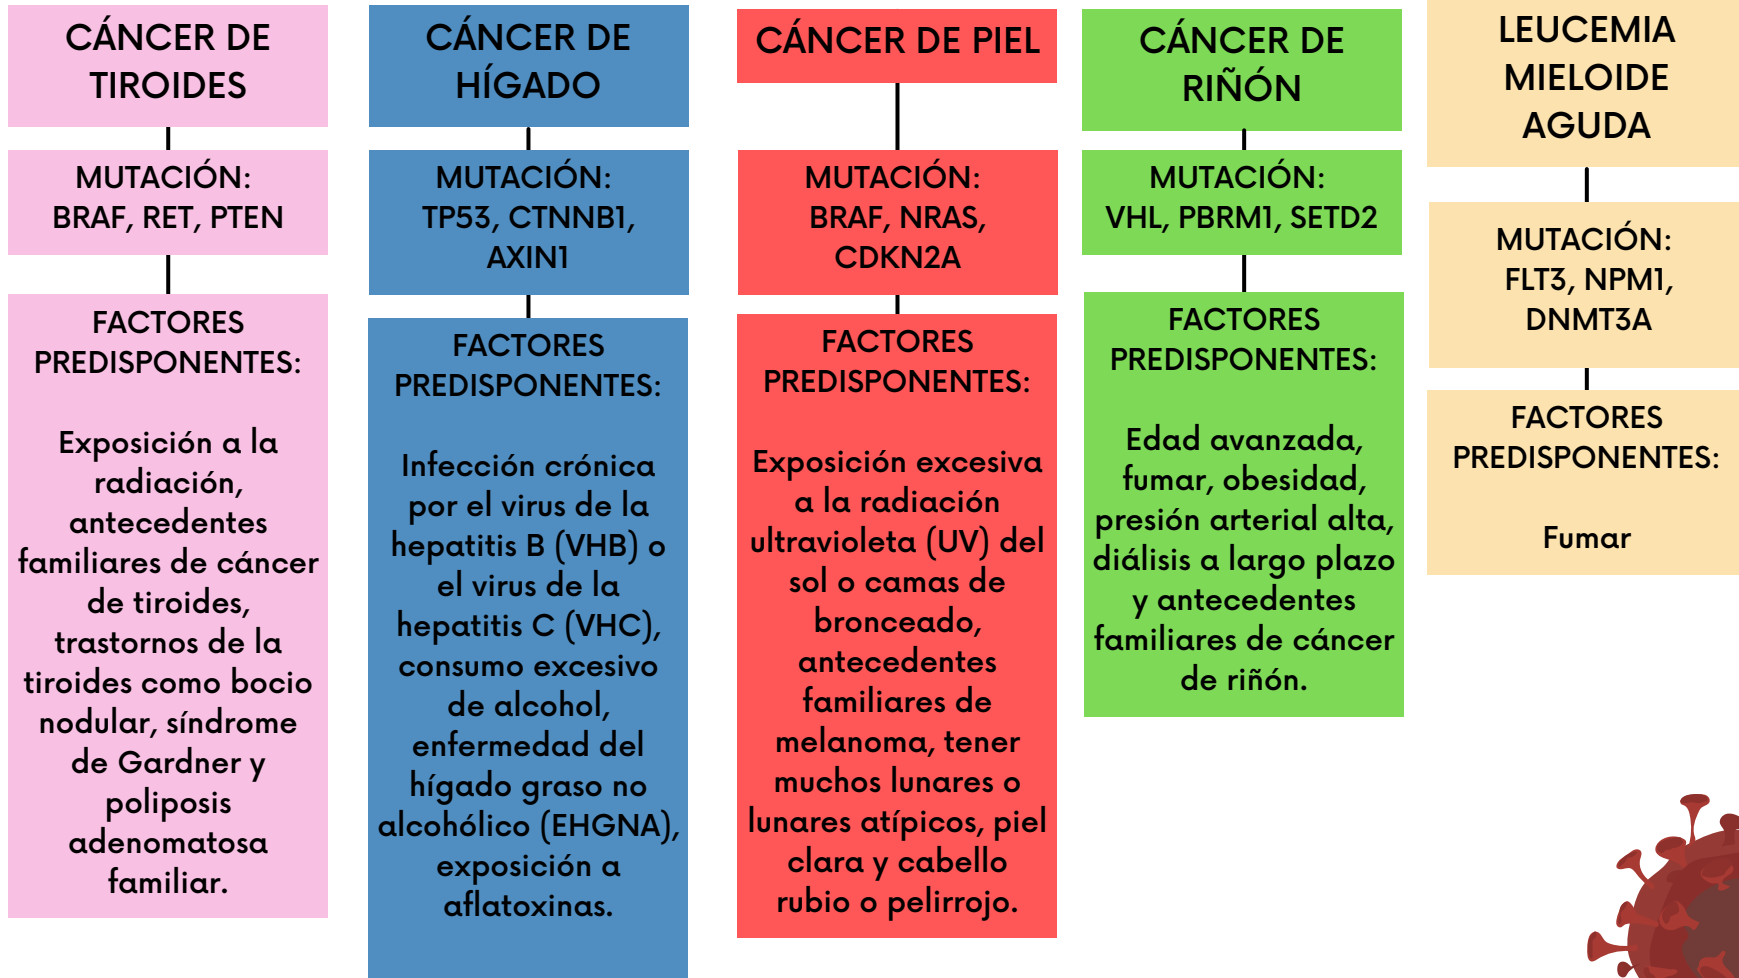 CÁNCER DE
TIROIDES
MUTACIÓN:
BRAF, RET, PTEN
FACTORES
PREDISPONENTES:
Exposición a la
radiación,
antecedentes
familiares de cáncer
de tiroides,
trastornos de la
tiroides como bocio
nodular, síndrome
de Gardner y
poliposis
adenomatosa
familiar.
CÁNCER DE
HÍGADO
MUTACIÓN:
TP53, CTNNB1,
AXIN1
FACTORES
PREDISPONENTES:
Infección crónica
por el virus de la
hepatitis B (VHB) o
el virus de la
hepatitis C (VHC),
consumo excesivo
de alcohol,
enfermedad del
hígado graso no
alcohólico (EHGNA),
exposición a
aflatoxinas.
CÁNCER DE PIEL
MUTACIÓN:
BRAF, NRAS,
CDKN2A
FACTORES
PREDISPONENTES:
Exposición excesiva
a la radiación
ultravioleta (UV) del
sol o camas de
bronceado,
antecedentes
familiares de
melanoma, tener
muchos lunares o
lunares atípicos, piel
clara y cabello
rubio o pelirrojo.
CÁNCER DE
RIÑÓN
MUTACIÓN:
VHL, PBRM1, SETD2
FACTORES
PREDISPONENTES:
Edad avanzada,
fumar, obesidad,
presión arterial alta,
diálisis a largo plazo
y antecedentes
familiares de cáncer
de riñón.
LEUCEMIA
MIELOIDE
AGUDA
MUTACIÓN:
FLT3, NPM1,
DNMT3A
FACTORES
PREDISPONENTES:
Fumar